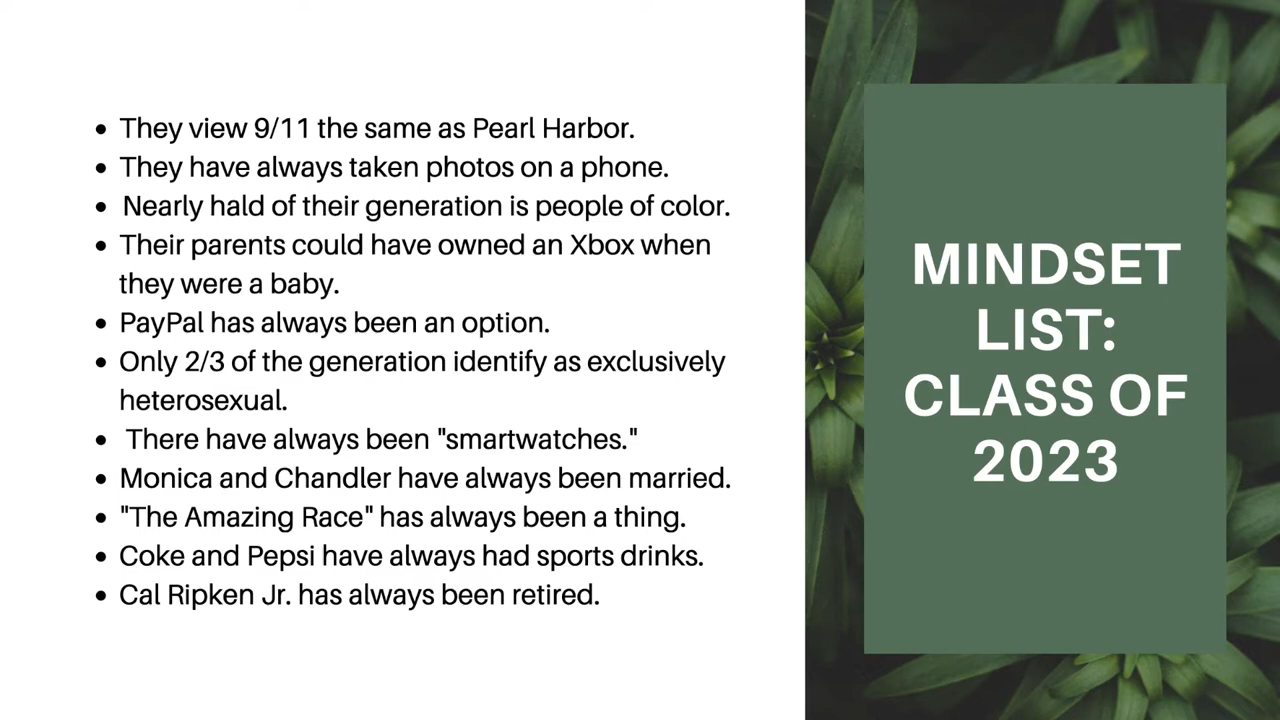 • They view 9/11 the same as Pearl Harbor.
• They have always taken photos on a phone.
• Nearly hald of their generation is people of color.
• Their parents could have owned an Xbox when
they were a baby.
• PayPal has always been an option.
• Only 2/3 of the generation identify as exclusively
heterosexual.
• There have always been "smartwatches."
• Monica and Chandler have always been married.
• "The Amazing Race" has always been a thing.
• Coke and Pepsi have always had sports drinks.
• Cal Ripken Jr. has always been retired.
MINDSET
LIST:
CLASS OF
2023